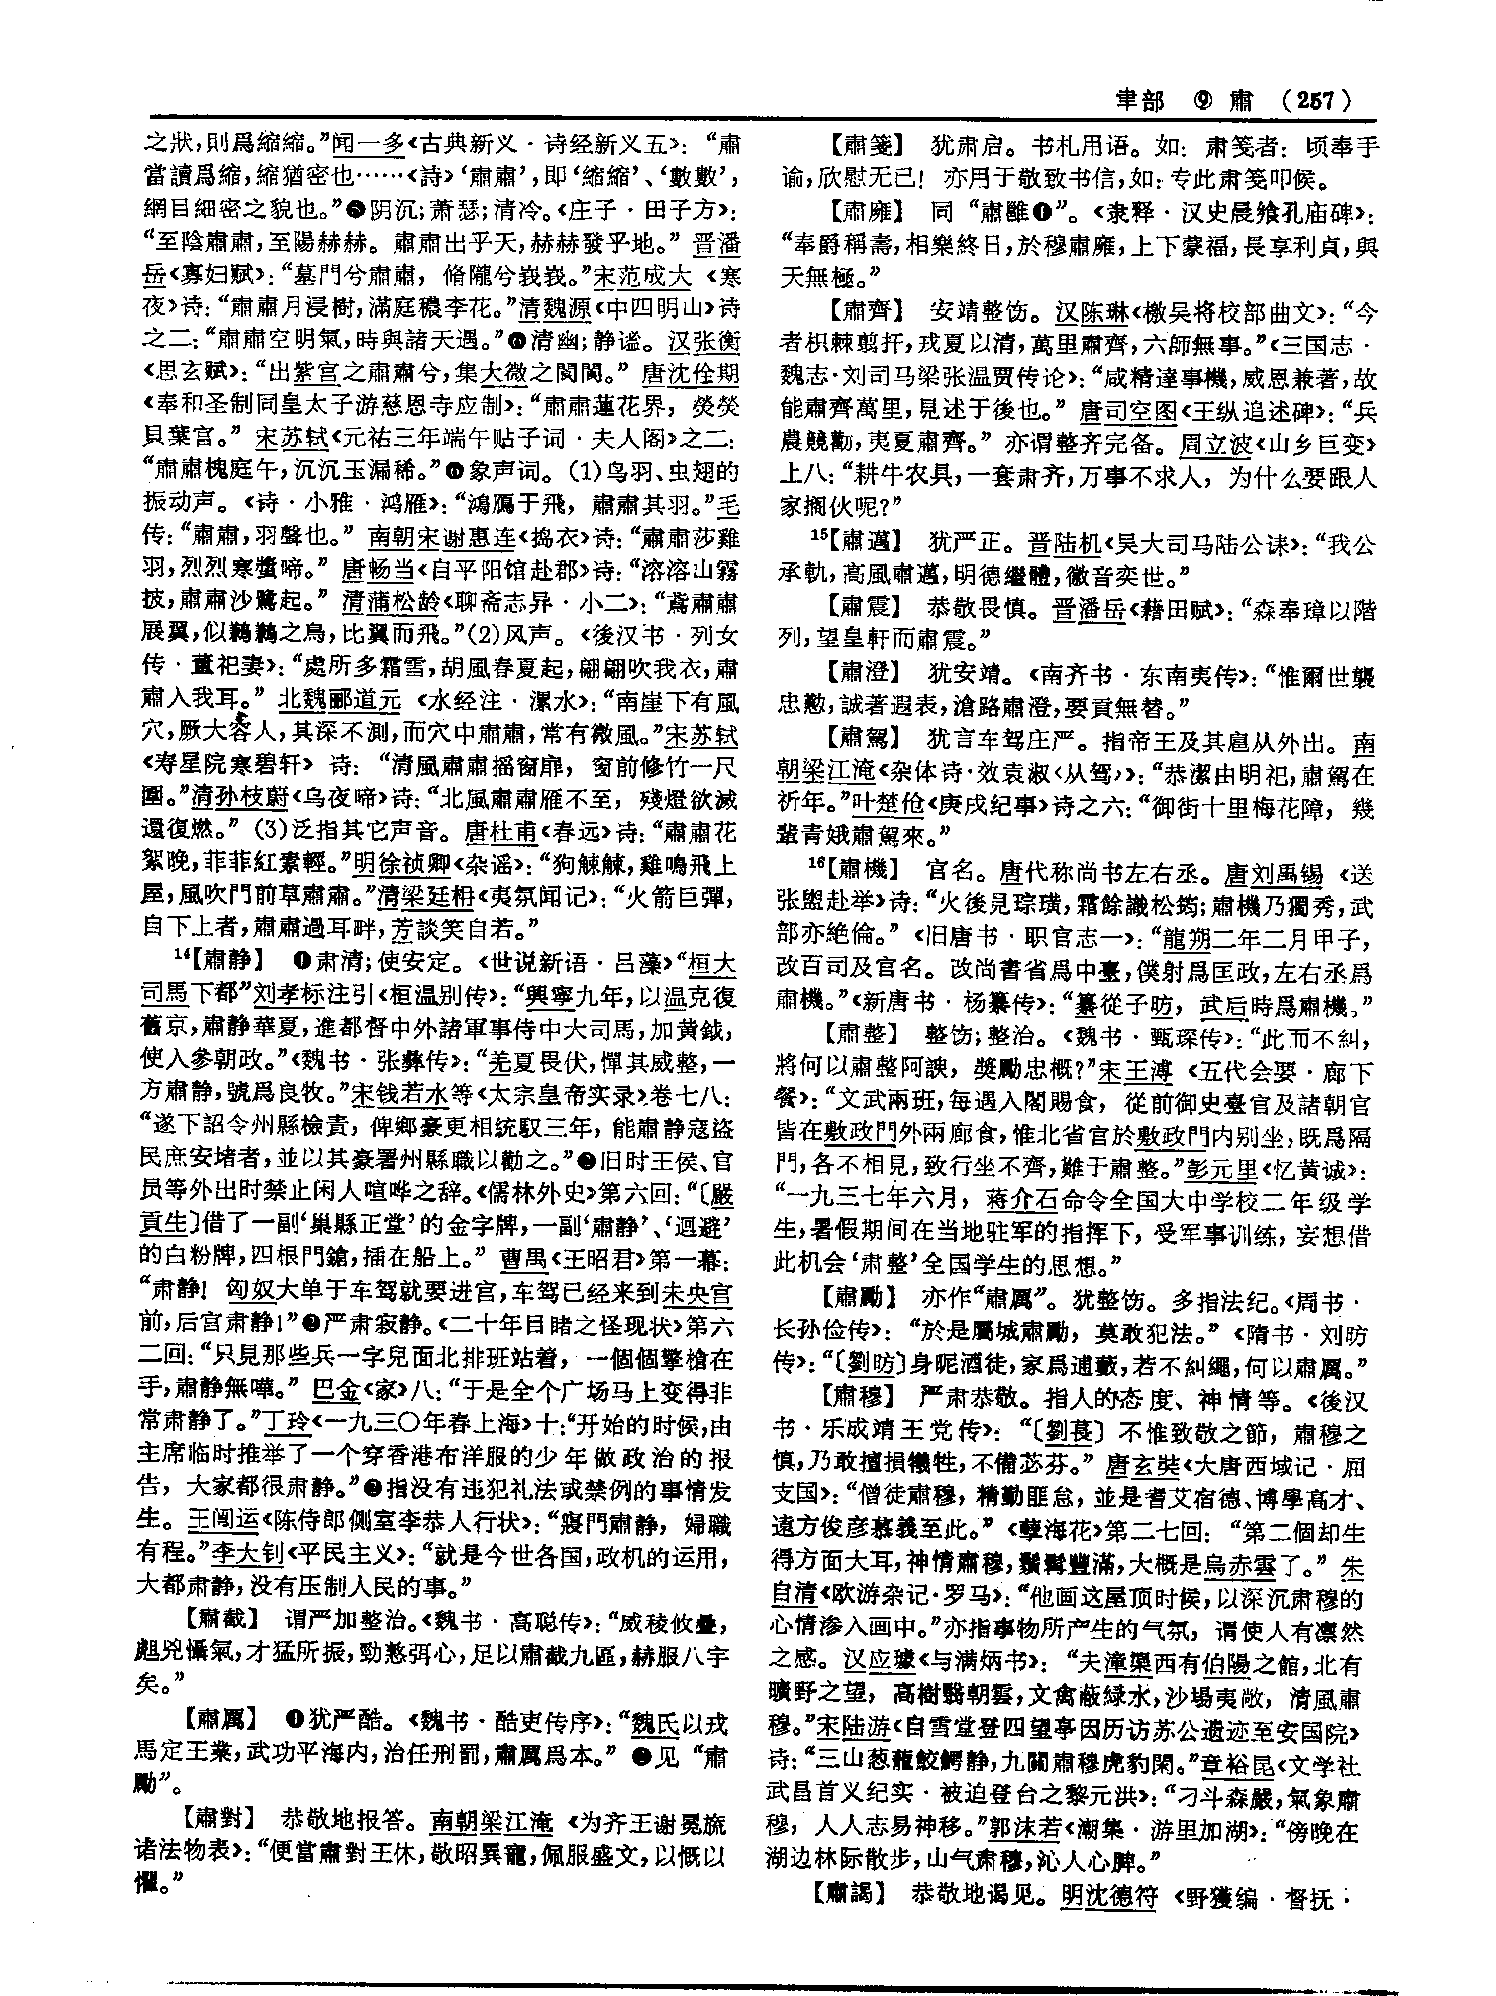 聿部 ⑨ 肅 (257)
之狀，則爲縮縮。”闻一多《古典新义·诗经新义五》：“肅
當讀爲縮，縮猶密也……《詩》‘肅肅’，即‘縮縮’、‘數數’，
網目細密之貌也。”❺阴沉；萧瑟；清冷。《庄子·田子方》：
“至陰肅肅，至陽赫赫。肅肅出乎天，赫赫發乎地。”晋潘
岳《寡妇赋》：“墓門兮肅肅，脩隴兮峩峩。”宋范成大《寒
夜》诗：“肅肅月浸樹，滿庭穠李花。”清魏源《中四明山》诗
之二：“肅肅空明氣，時與諸天遇。”❻清幽；静谧。汉张衡
《思玄赋》：“出紫宫之肅肅兮，集大微之閬閬。”唐沈佺期
《奉和圣制同皇太子游慈恩寺应制》：“肅肅蓮花界，熒熒
貝葉宫。”宋苏轼《元祐三年端午贴子词·夫人阁》之二：
“肅肅槐庭午，沉沉玉漏稀。”❼象声词。(1)鸟羽、虫翅的
振动声。《诗·小雅·鸿雁》：“鴻鴈于飛，肅肅其羽。”毛
传：“肅肅，羽聲也。”南朝宋谢惠连《捣衣》诗：“肅肅莎雞
羽，烈烈寒螿啼。”唐畅当《自平阳馆赴郡》诗：“溶溶山霧
披，肅肅沙鷺起。”清蒲松龄《聊斋志异·小二》：“鳶肅肅
展翼，似鶼鶼之鳥，比翼而飛。”(2)风声。《後汉书·列女
传·董祀妻》：“處所多霜雪，胡風春夏起，翩翩吹我衣，肅
肅入我耳。”北魏郦道元《水经注·漯水》：“南崖下有風
穴，厥大容人，其深不測，而穴中肅肅，常有微風。”宋苏轼
《寿星院寒碧轩》诗：“清風肅肅摇窗扉，窗前修竹一尺
圍。”清孙枝蔚《乌夜啼》诗：“北風肅肅雁不至，殘燈欲滅
還復燃。”(3)泛指其它声音。唐杜甫《春远》诗：“肅肅花
絮晚，菲菲紅素輕。”明徐祯卿《杂谣》：“狗觫觫，雞鳴飛上
屋，風吹門前草肅肅。”清梁廷枏《夷氛闻记》：“火箭巨彈，
自下上者，肅肅過耳畔，芳談笑自若。”
14【肅静】 ❶肃清；使安定。《世说新语·吕藻》“桓大
司馬下都”刘孝标注引《桓温别传》：“興寧九年，以温克復
舊京，肅静華夏，進都督中外諸軍事侍中大司馬，加黄鉞，
使入參朝政。”《魏书·张彝传》：“羌夏畏伏，憚其威整，一
方肅静，號爲良牧。”宋钱若水等《太宗皇帝实录》卷七八：
“遂下詔令州縣檢責，俾鄉豪更相統馭三年，能肅静寇盜
民庶安堵者，並以其豪署州縣職以勸之。”❷旧时王侯、官
员等外出时禁止闲人喧哗之辞。《儒林外史》第六回：“〔嚴
貢生〕借了一副‘巢縣正堂’的金字牌，一副‘肅静’、‘迴避’
的白粉牌，四根門鎗，插在船上。”曹禺《王昭君》第一幕：
“肃静！匈奴大单于车驾就要进宫，车驾已经来到未央宫
前，后宫肃静！”❸严肃寂静。《二十年目睹之怪现状》第六
二回：“只見那些兵一字兒面北排班站着，一個個擎槍在
手，肅静無嘩。”巴金《家》八：“于是全个广场马上变得非
常肃静了。”丁玲《一九三〇年春上海》十：“开始的时候，由
主席临时推举了一个穿香港布洋服的少年做政治的报
告，大家都很肃静。”❷指没有违犯礼法或禁例的事情发
生。王闿运《陈侍郎侧室李恭人行状》：“寢門肅静，婦職
有程。”李大钊《平民主义》：“就是今世各国，政机的运用，
大都肃静，没有压制人民的事。”
【肅截】 谓严加整治。《魏书·高聪传》：“威稜攸疊，
魁兇懾氣，才猛所振，勁憝弭心，足以肅截九區，赫服八宇
矣。”
【肅厲】 ❶犹严酷。《魏书·酷吏传序》：“魏氏以戎
馬定王業，武功平海内，治任刑罰，肅厲爲本。”❷见“肅
勵”。
【肅對】 恭敬地报答。南朝梁江淹《为齐王谢冕旒
诸法物表》：“便當肅對王休，敬昭異寵，佩服盛文，以慨以
懼。”
【肅箋】 犹肃启。书札用语。如：肃笺者：顷奉手
谕，欣慰无已！亦用于敬致书信，如：专此肃笺叩候。
【肅雍】 同“肅雝❶”。《隶释·汉史晨飨孔庙碑》：
“奉爵稱壽，相樂終日，於穆肅雍，上下蒙福，長享利貞，與
天無極。”
【肅齊】 安靖整饬。汉陈琳《檄吴将校部曲文》：“今
者枳棘翦扞，戎夏以清，萬里肅齊，六師無事。”《三国志·
魏志·刘司马梁张温贾传论》：“咸精達事機，威恩兼著，故
能肅齊萬里，見述于後也。”唐司空图《王纵追述碑》：“兵
農競勸，夷夏肅齊。”亦谓整齐完备。周立波《山乡巨变》
上八：“耕牛农具，一套肃齐，万事不求人，为什么要跟人
家搁伙呢？”
15【肅邁】 犹严正。晋陆机《吴大司马陆公诔》：“我公
承軌，高風肅邁，明德繼體，徽音奕世。”
【肅震】 恭敬畏慎。晋潘岳《藉田赋》：“森奉璋以階
列，望皇軒而肅震。”
【肅澄】 犹安靖。《南齐书·东南夷传》：“惟爾世襲
忠懃，誠著遐表，滄路肅澄，要貢無替。”
【肅駕】 犹言车驾庄严。指帝王及其扈从外出。南
朝梁江淹《杂体诗·效袁淑〈从驾〉》：“恭潔由明祀，肅駕在
祈年。”叶楚伧《庚戌纪事》诗之六：“御街十里梅花障，幾
輩青娥肅駕來。”
16【肅機】 官名。唐代称尚书左右丞。唐刘禹锡《送
张盥赴举》诗：“火後見琮璜，霜餘識松筠；肅機乃獨秀，武
部亦絶倫。”《旧唐书·职官志一》：“龍朔二年二月甲子，
改百司及官名。改尚書省爲中臺，僕射爲匡政，左右丞爲
肅機。”《新唐书·杨纂传》：“纂從子昉，武后時爲肅機。”
【肅整】 整饬；整治。《魏书·甄琛传》：“此而不糾，
將何以肅整阿諛，奬勵忠概？”宋王溥《五代会要·廊下
餐》：“文武兩班，每遇入閣賜食，從前御史臺官及諸朝官
皆在敷政門外兩廊食，惟北省官於敷政門内别坐，既爲隔
門，各不相見，致行坐不齊，難于肅整。”彭元里《忆黄诚》：
“一九三七年六月，蒋介石命令全国大中学校二年级学
生，暑假期间在当地驻军的指挥下，受军事训练，妄想借
此机会‘肃整’全国学生的思想。”
【肅勵】 亦作“肅厲”。犹整饬。多指法纪。《周书·
长孙俭传》：“於是屬城肅勵，莫敢犯法。”《隋书·刘昉
传》：“〔劉昉〕身昵酒徒，家爲逋藪，若不糾繩，何以肅厲。”
【肅穆】 严肃恭敬。指人的态度、神情等。《後汉
书·乐成靖王党传》：“〔劉萇〕不惟致敬之節，肅穆之
慎，乃敢擅損犧牲，不備苾芬。”唐玄奘《大唐西域记·屈
支国》：“僧徒肅穆，精勤匪怠，並是耆艾宿德、博學高才、
遠方俊彦慕義至此。”《孽海花》第二七回：“第二個却生
得方面大耳，神情肅穆，鬚髯豐滿，大概是烏赤雲了。”朱
自清《欧游杂记·罗马》：“他画这屋顶时候，以深沉肃穆的
心情渗入画中。”亦指事物所产生的气氛，谓使人有凛然
之感。汉应璩《与满炳书》：“夫漳渠西有伯陽之館，北有
曠野之望，高樹翳朝雲，文禽蔽緑水，沙場夷敞，清風肅
穆。”宋陆游《自雪堂登四望亭因历访苏公遗迹至安国院》
诗：“三山葱蘢鮫鰐静，九關肅穆虎豹閑。”章裕昆《文学社
武昌首义纪实·被迫登台之黎元洪》：“刁斗森嚴，氣象肅
穆，人人志易神移。”郭沫若《潮集·游里加湖》：“傍晚在
湖边林际散步，山气肃穆，沁人心脾。”
【肅謁】 恭敬地谒见。明沈德符《野獲编·督抚·